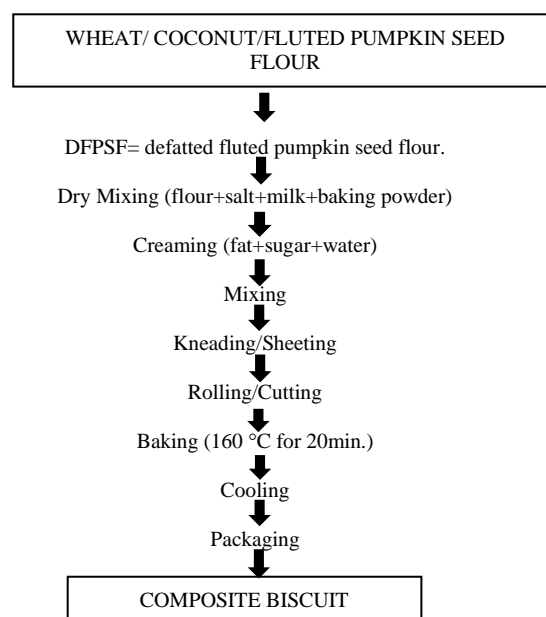 WHEAT/ COCONUT/FLUTED PUMPKIN SEED
FLOUR
DFPSF= defatted fluted pumpkin seed flour.
Dry Mixing (flour+salt+milk+baking powder)
Creaming (fat+sugar+water)
Mixing
Kneading/Sheeting
Rolling/Cutting
Baking (160 °C for 20min.)
Cooling
Packaging
COMPOSITE BISCUIT